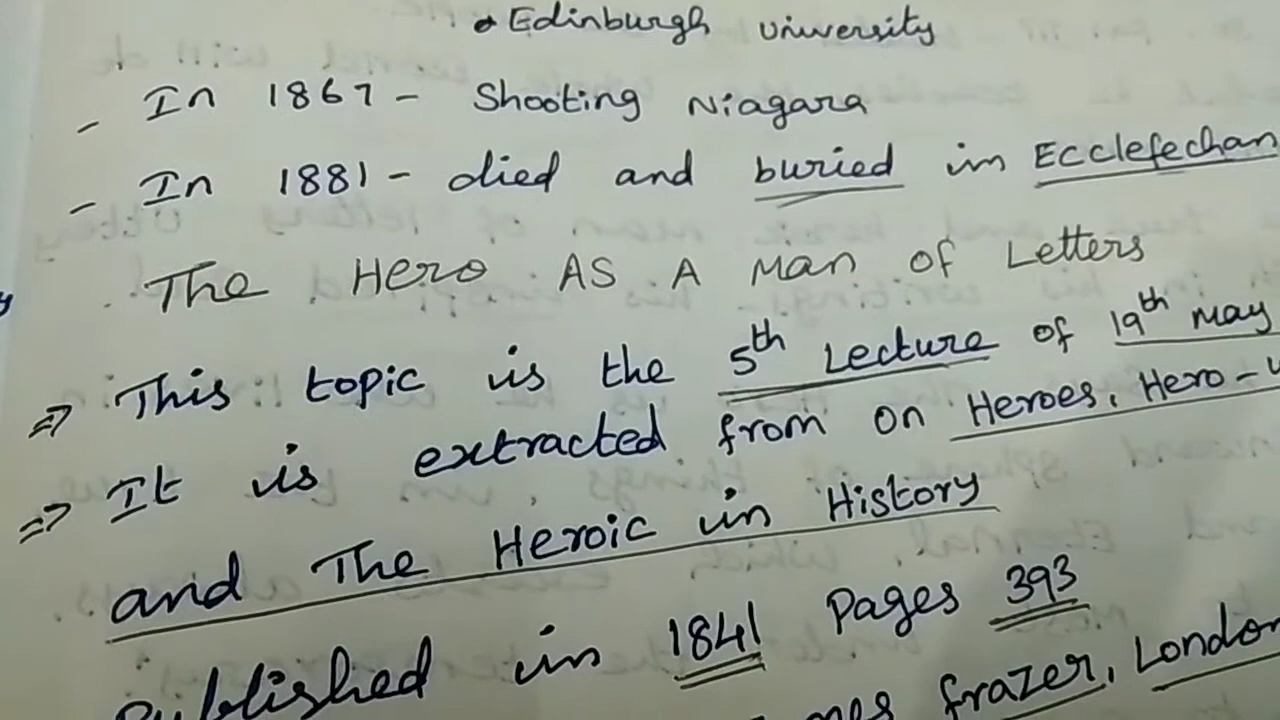 • Edinburgh University
- In 1867 - Shooting Niagara
- In 1881 - died and buried in Ecclefechan
The Hero As A Man of Letters
⇒ This topic is the 5th Lecture of 19th May
⇒ It is extracted from on Heroes, Hero -
and The Heroic in History
Published in 1841 Pages 393
frazer, London